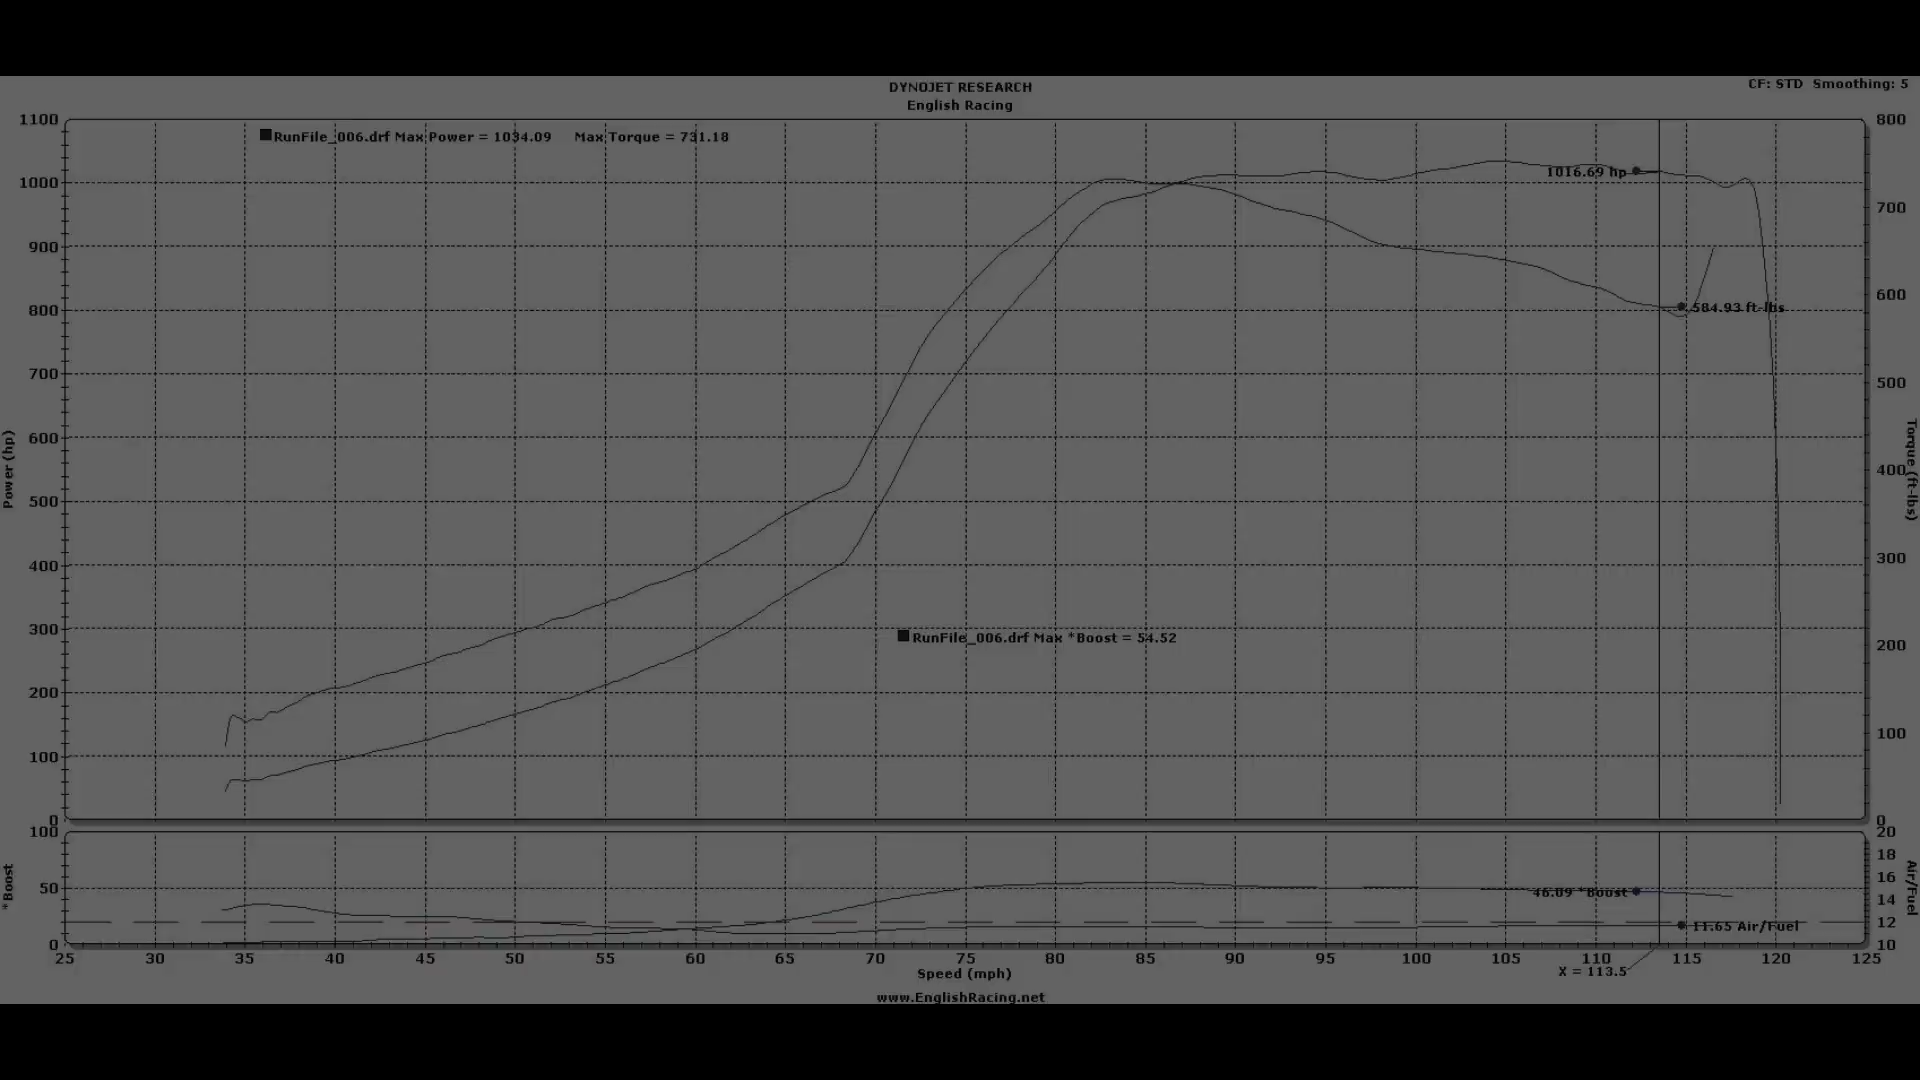 DYNOJET RESEARCH
CF: STD Smoothing: 5
English Racing
RunFile_006.drf Max Power = 1034.09 Max Torque = 731.18
1100
1000
900
800
700
600
500
400
300
200
100
0
Power (hp)
800
700
600
500
400
300
200
100
0
Torque (ft-lbs)
1016.69 hp
584.93 ft-lbs
RunFile_006.drf Max *Boost = 54.52
100
50
0
*Boost
20
18
16
14
12
10
Air/Fuel
46.09 *Boost
11.65 Air/Fuel
25 30 35 40 45 50 55 60 65 70 75 80 85 90 95 100 105 110 115 120 125
X = 113.5
Speed (mph)
www.EnglishRacing.net